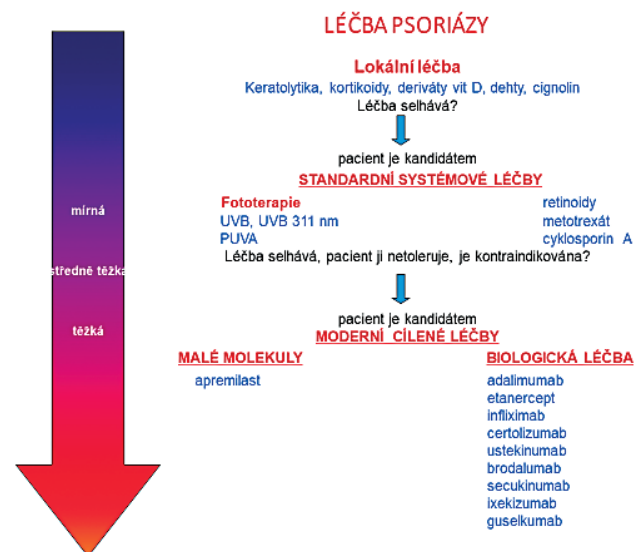 LÉČBA PSORIÁZY
Lokální léčba
Keratolytika, kortikoidy, deriváty vit D, dehty, cignolin
Léčba selhává?
pacient je kandidátem
STANDARDNÍ SYSTÉMOVÉ LÉČBY
Fototerapie
UVB, UVB 311 nm
PUVA
retinoidy
metotrexát
cyklosporin A
Léčba selhává, pacient ji netoleruje, je kontraindikována?
pacient je kandidátem
MODERNÍ CÍLENÉ LÉČBY
MALÉ MOLEKULY
apremilast
BIOLOGICKÁ LÉČBA
adalimumab
etanercept
infliximab
certolizumab
ustekinumab
brodalumab
secukinumab
ixekizumab
guselkumab
mírná
středně těžká
těžká